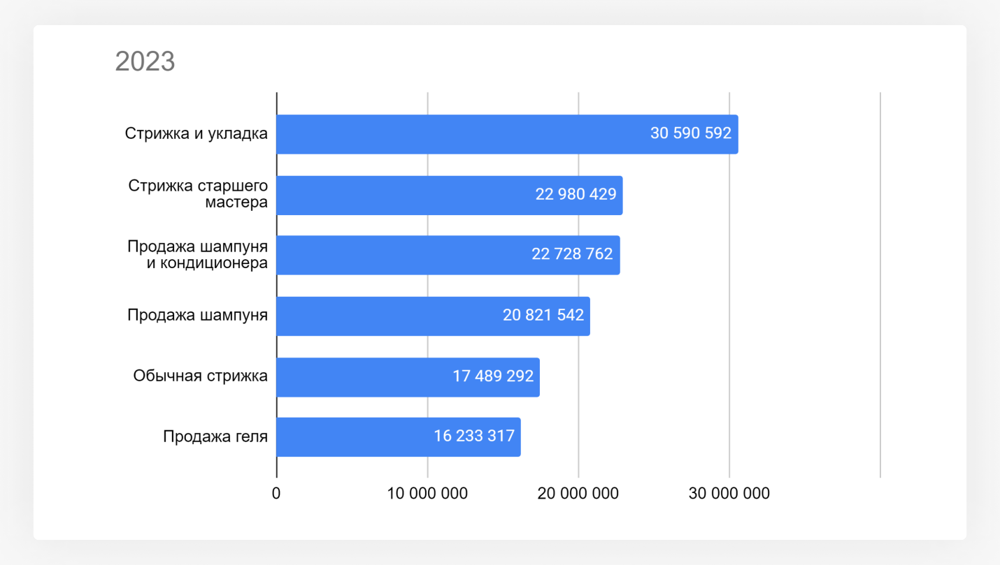 2023
Стрижка и укладка
30 590 592
Стрижка старшего
мастера
22 980 429
Продажа шампуня
и кондиционера
22 728 762
Продажа шампуня
20 821 542
Обычная стрижка
17 489 292
Продажа геля
16 233 317
0
10 000 000
20 000 000
30 000 000